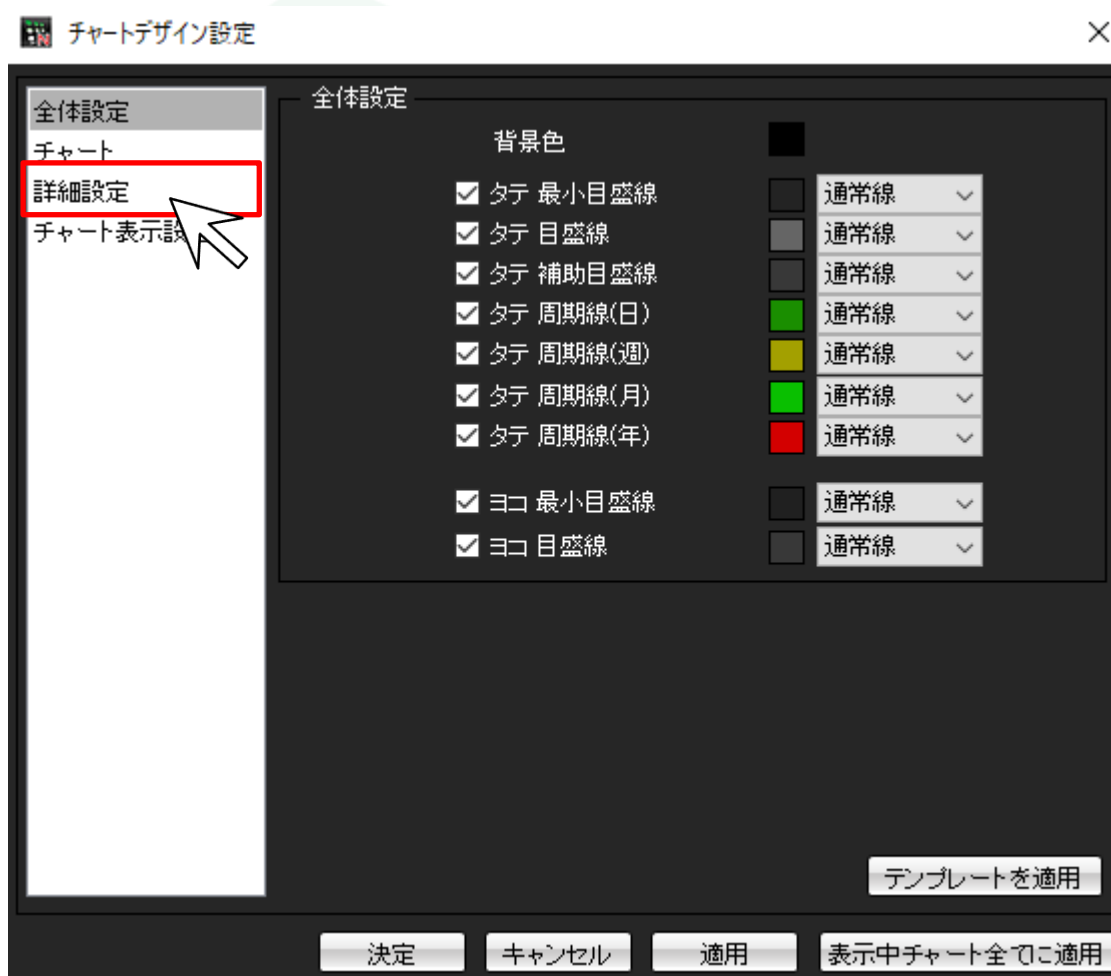 チャートデザイン設定
全体設定
チャート
詳細設定
チャート表示設
全体設定
背景色
タテ 最小目盛線 通常線
タテ 目盛線 通常線
タテ 補助目盛線 通常線
タテ 周期線(日) 通常線
タテ 周期線(週) 通常線
タテ 周期線(月) 通常線
タテ 周期線(年) 通常線
ヨコ 最小目盛線 通常線
ヨコ 目盛線 通常線
テンプレートを適用
決定 キャンセル 適用 表示中チャート全てに適用